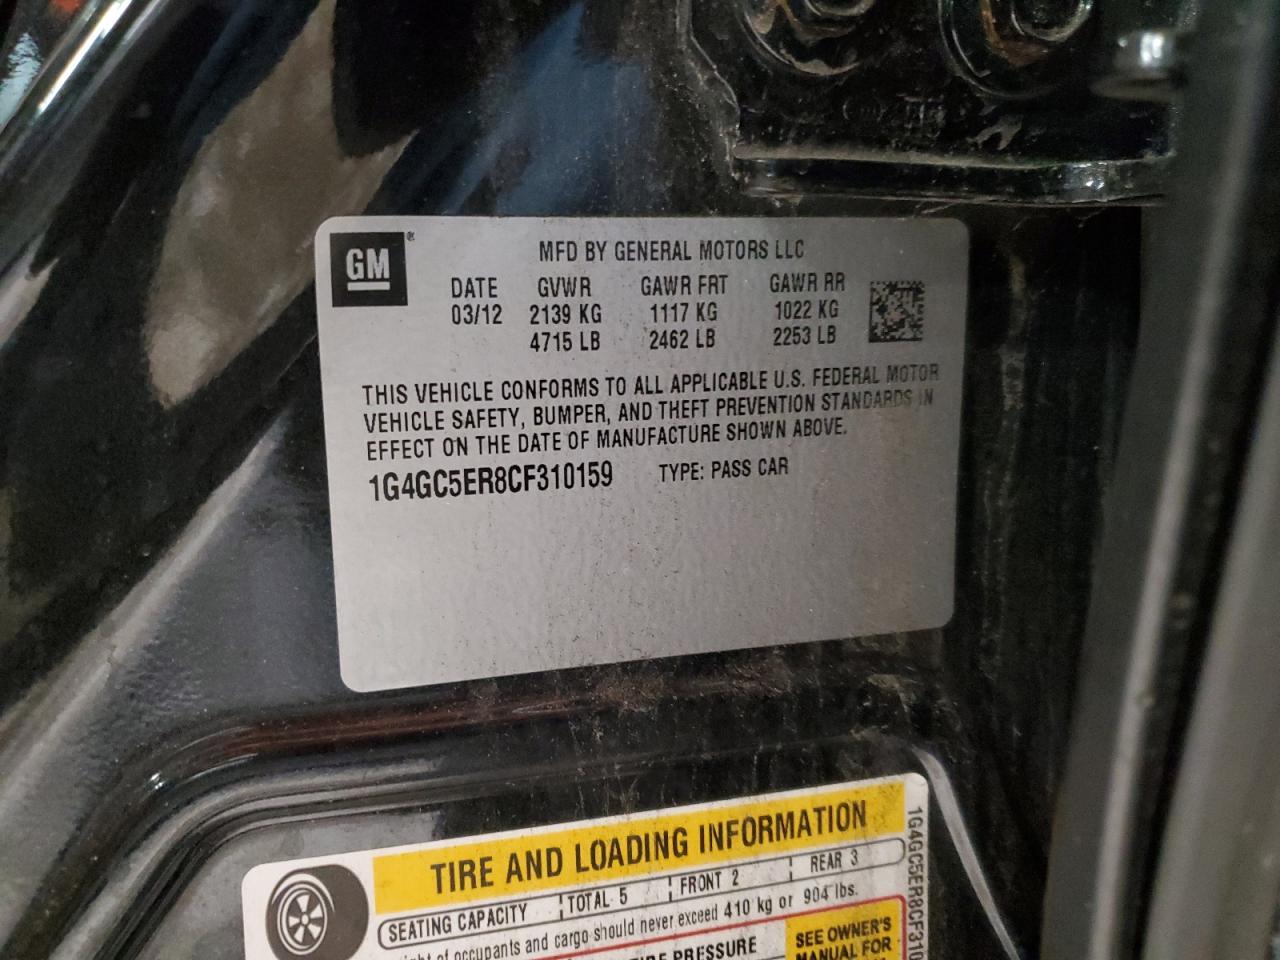 GM®
MFD BY GENERAL MOTORS LLC
DATE GVWR GAWR FRT GAWR RR
03/12 2139 KG 1117 KG 1022 KG
4715 LB 2462 LB 2253 LB
THIS VEHICLE CONFORMS TO ALL APPLICABLE U.S. FEDERAL MOTOR
VEHICLE SAFETY, BUMPER, AND THEFT PREVENTION STANDARDS IN
EFFECT ON THE DATE OF MANUFACTURE SHOWN ABOVE.
1G4GC5ER8CF310159 TYPE: PASS CAR
TIRE AND LOADING INFORMATION
SEATING CAPACITY TOTAL 5 FRONT 2 REAR 3
of occupants and cargo should never exceed 410 kg or 904 lbs.
PRESSURE
SEE OWNER'S
MANUAL FOR
1G4GC5ER8CF310